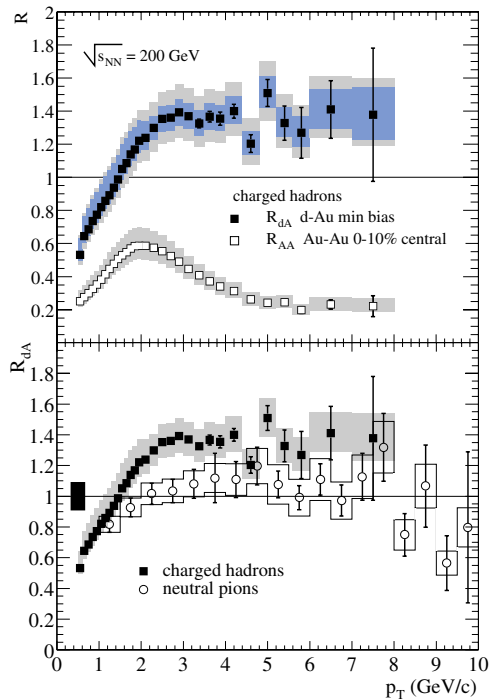 R
2
√s_NN = 200 GeV
1.8
1.6
1.4
1.2
1
charged hadrons
R_dA d-Au min bias
R_AA Au-Au 0-10% central
0.8
0.6
0.4
0.2
R_dA
1.8
1.6
1.4
1.2
1
0.8
0.6
0.4
0.2
0
charged hadrons
neutral pions
0 1 2 3 4 5 6 7 8 9 10
p_T (GeV/c)